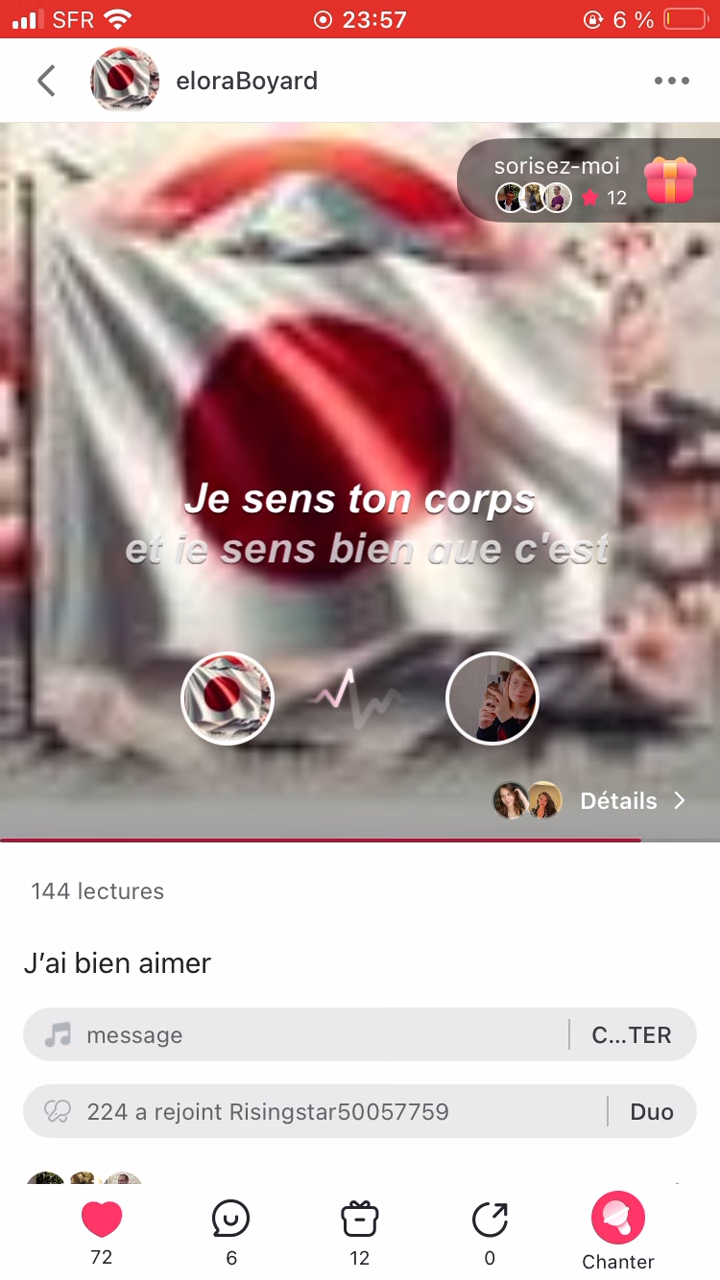 SFR 23:57 6 %
eloraBoyard
sorisez-moi
12
Je sens ton corps
et je sens bien que c'est
Détails
144 lectures
J'ai bien aimer
message C...TER
224 a rejoint Risingstar50057759 Duo
72 6 12 0 Chanter